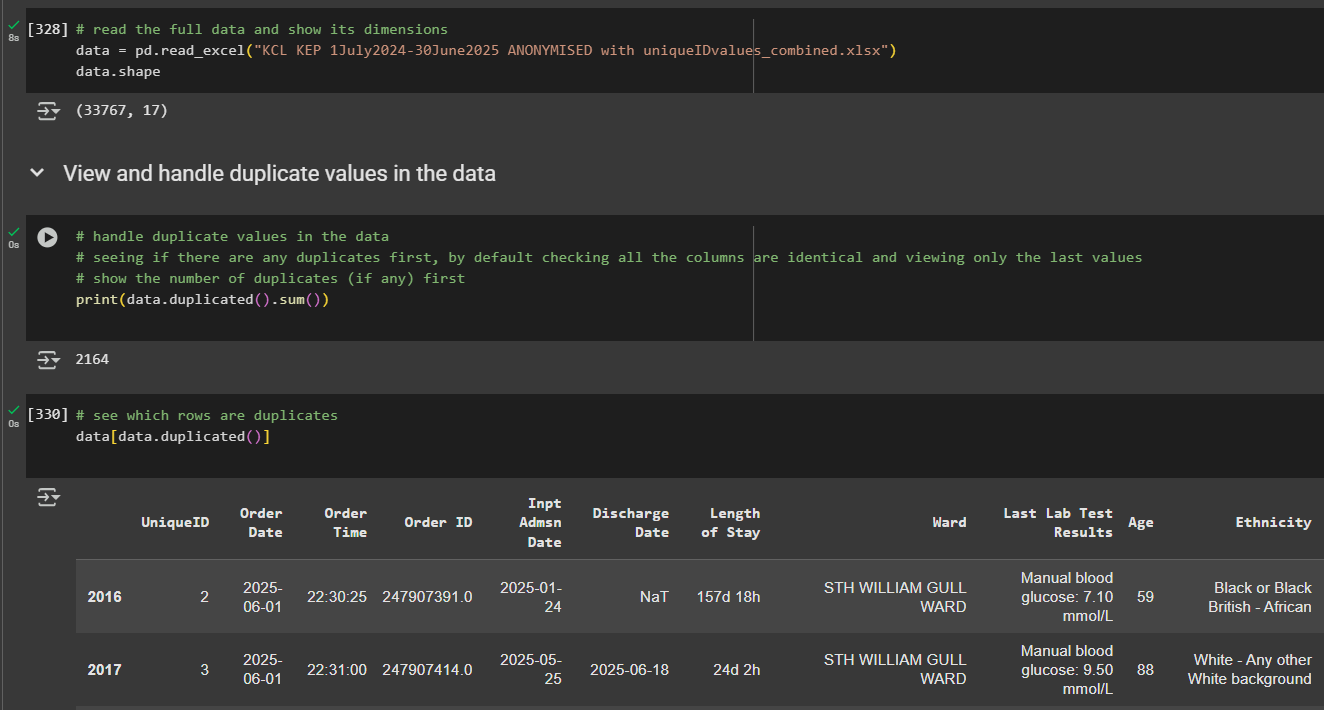 [328] # read the full data and show its dimensions
8s
data = pd.read_excel("KCL KEP 1July2024-30June2025 ANONYMISED with uniqueIDvalues_combined.xlsx")
data.shape
(33767, 17)
View and handle duplicate values in the data
# handle duplicate values in the data
0s
# seeing if there are any duplicates first, by default checking all the columns are identical and viewing only the last values
# show the number of duplicates (if any) first
print(data.duplicated().sum())
2164
[330] # see which rows are duplicates
0s
data[data.duplicated()]
UniqueID Order Date Order Time Order ID Inpt Admsn Date Discharge Date Length of Stay Ward Last Lab Test Results Age Ethnicity
2016 2 2025-06-01 22:30:25 247907391.0 2025-01-24 NaT 157d 18h STH WILLIAM GULL WARD Manual blood glucose: 7.10 mmol/L 59 Black or Black British - African
2017 3 2025-06-01 22:31:00 247907414.0 2025-05-25 2025-06-18 24d 2h STH WILLIAM GULL WARD Manual blood glucose: 9.50 mmol/L 88 White - Any other White background